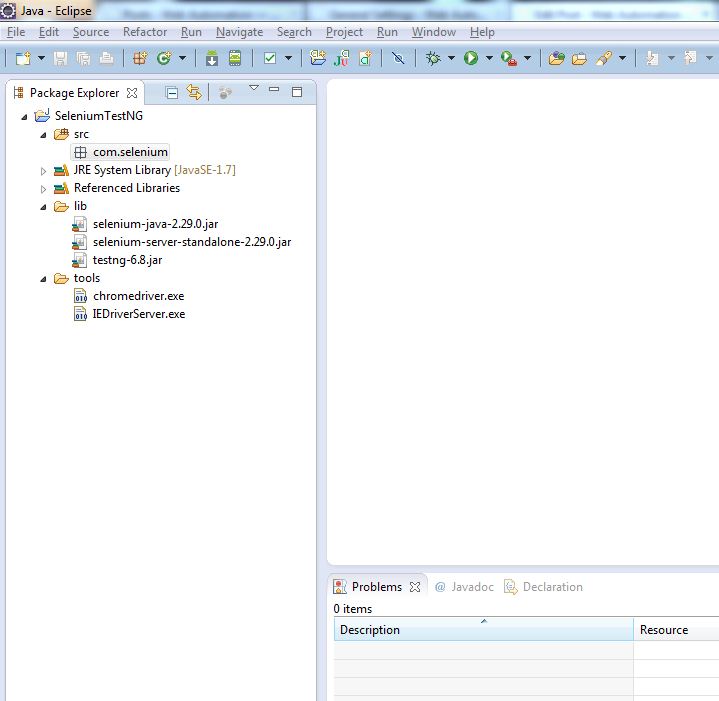 Java - Eclipse
File Edit Source Refactor Run Navigate Search Project Run Window Help
Package Explorer
SeleniumTestNG
src
com.selenium
JRE System Library [JavaSE-1.7]
Referenced Libraries
lib
selenium-java-2.29.0.jar
selenium-server-standalone-2.29.0.jar
testng-6.8.jar
tools
chromedriver.exe
IEDriverServer.exe
Problems @ Javadoc Declaration
0 items
Description Resource